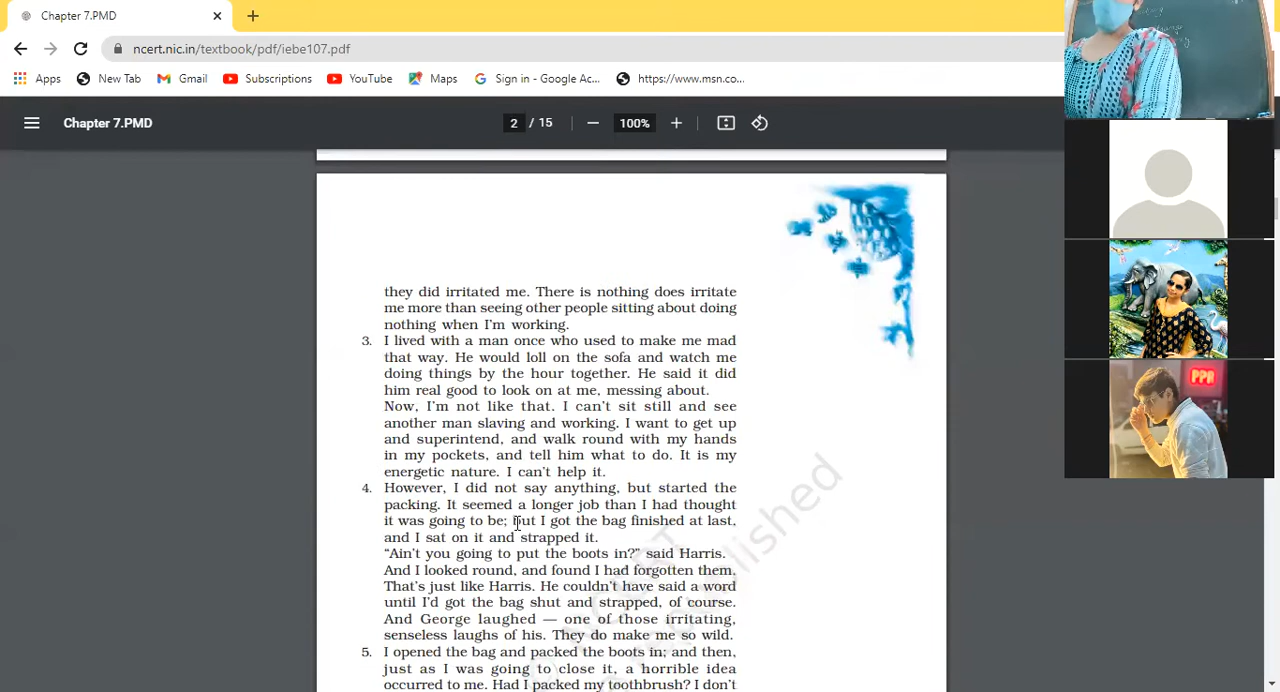 Chapter 7.PMD
ncert.nic.in/textbook/pdf/iebe107.pdf
Apps New Tab Gmail Subscriptions YouTube Maps Sign in - Google Ac... https://www.msn.co...
Chapter 7.PMD 2 / 15 100%
they did irritated me. There is nothing does irritate
me more than seeing other people sitting about doing
nothing when I'm working.
3. I lived with a man once who used to make me mad
that way. He would loll on the sofa and watch me
doing things by the hour together. He said it did
him real good to look on at me, messing about.
Now, I'm not like that. I can't sit still and see
another man slaving and working. I want to get up
and superintend, and walk round with my hands
in my pockets, and tell him what to do. It is my
energetic nature. I can't help it.
4. However, I did not say anything, but started the
packing. It seemed a longer job than I had thought
it was going to be; but I got the bag finished at last,
and I sat on it and strapped it.
“Ain't you going to put the boots in?” said Harris.
And I looked round, and found I had forgotten them.
That's just like Harris. He couldn't have said a word
until I'd got the bag shut and strapped, of course.
And George laughed — one of those irritating,
senseless laughs of his. They do make me so wild.
5. I opened the bag and packed the boots in; and then,
just as I was going to close it, a horrible idea
occurred to me. Had I packed my toothbrush? I don't
PPR
published